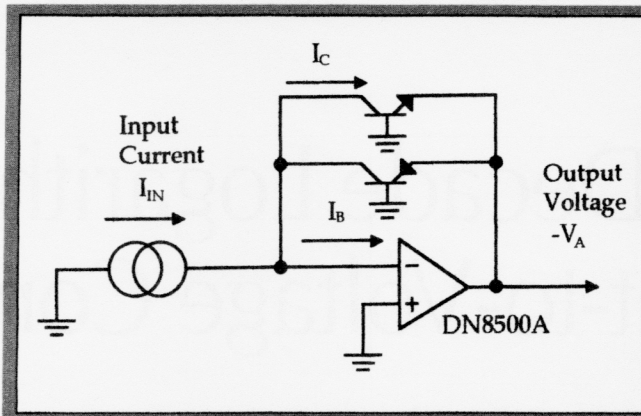 I_C
Input
Current
I_IN
I_B
Output
Voltage
-V_A
−
+
DN8500A